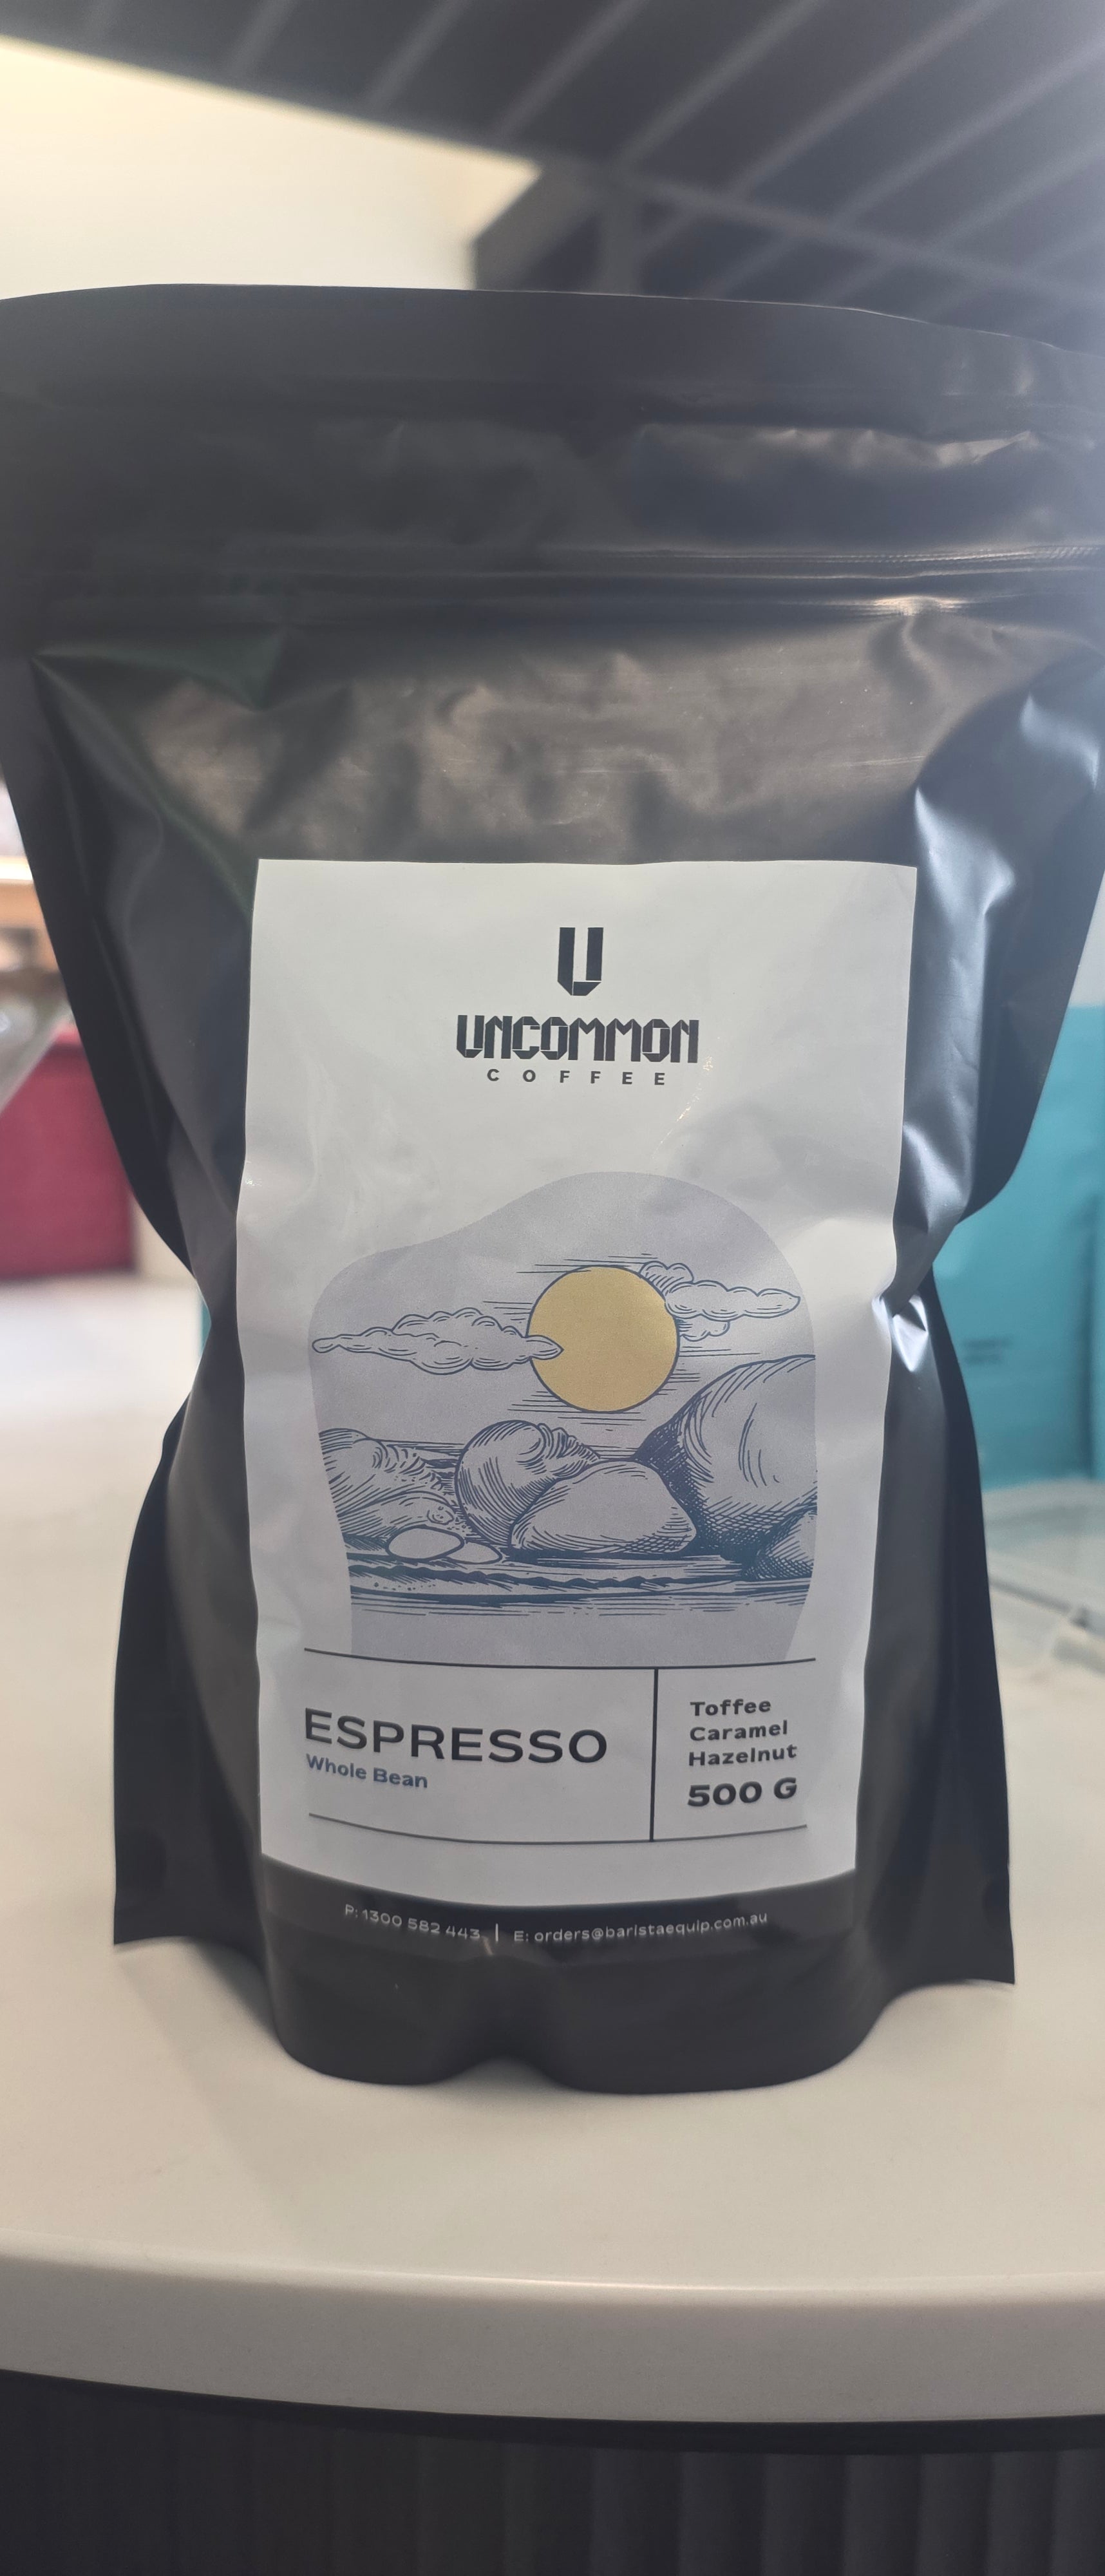 U
UNCOMMON
COFFEE
ESPRESSO
Whole Bean
Toffee
Caramel
Hazelnut
500 G
P: 1300 582 443 | E: orders@baristaequip.com.au